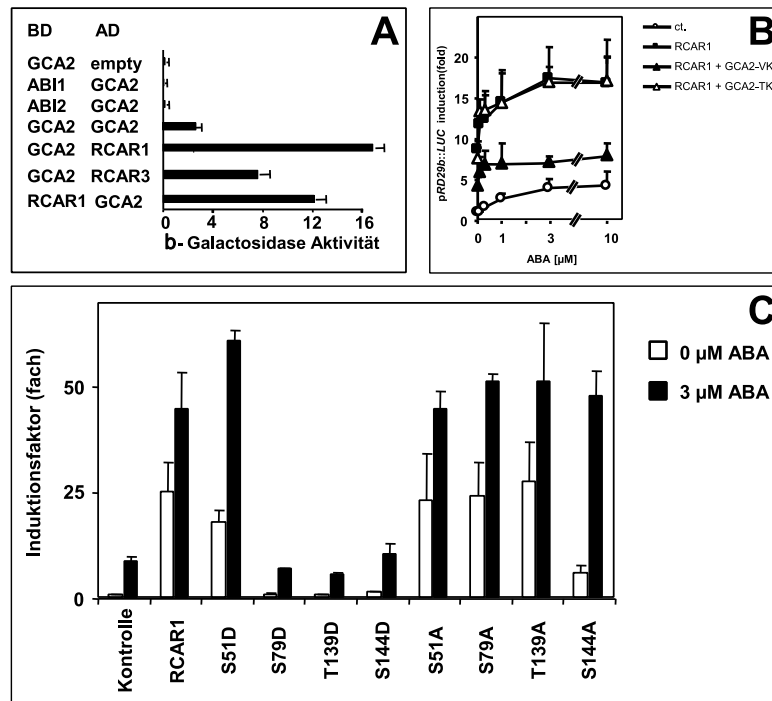 BD AD
A
GCA2 empty
ABI1 GCA2
ABI2 GCA2
GCA2 GCA2
GCA2 RCAR1
GCA2 RCAR3
RCAR1 GCA2
0 4 8 12 16
b- Galactosidase Aktivität
B
pRD29b::LUC induction(fold)
20
15
10
5
0
0 1 3 10
ABA [µM]
ct.
RCAR1
RCAR1 + GCA2-VK
RCAR1 + GCA2-TK
C
Induktionsfaktor (fach)
50
25
0
0 µM ABA
3 µM ABA
Kontrolle
RCAR1
S51D
S79D
T139D
S144D
S51A
S79A
T139A
S144A